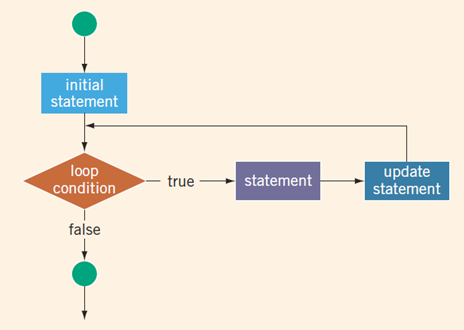 initial
statement
loop
condition
true
statement
update
statement
false